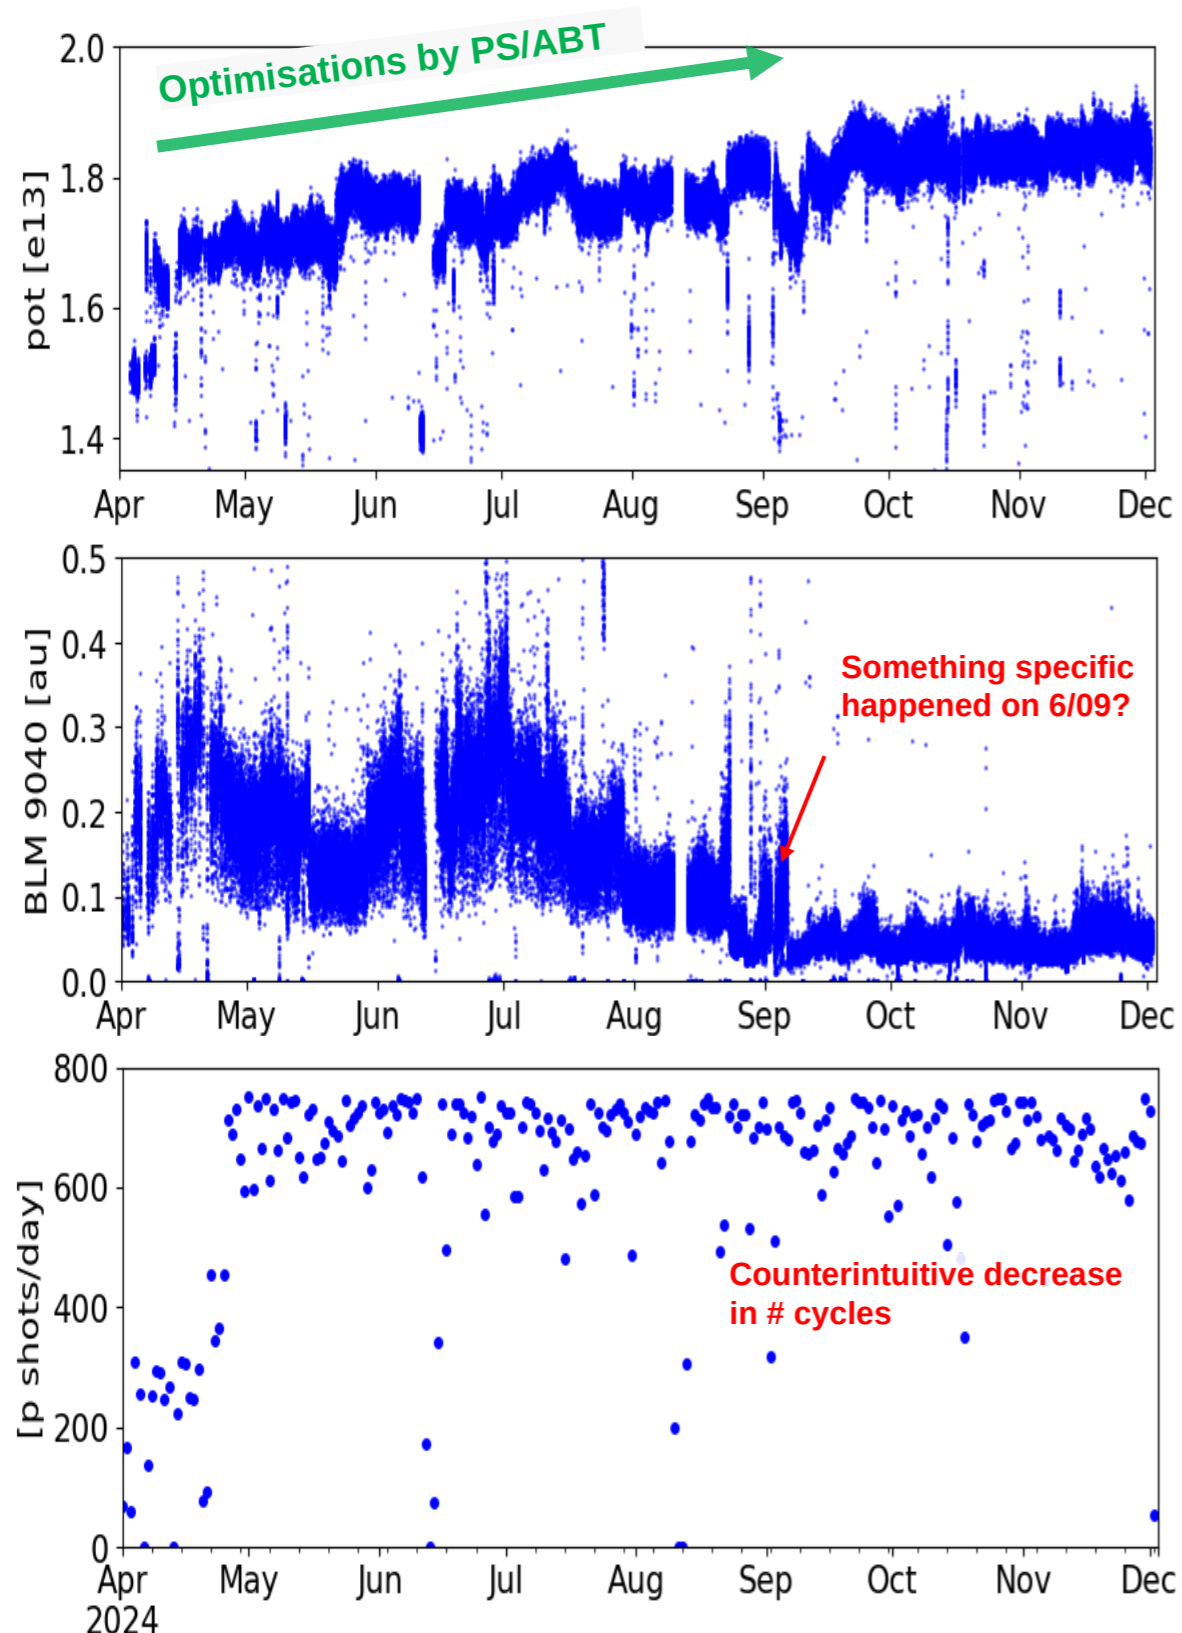 Optimisations by PS/ABT
2.0
1.8
1.6
1.4
pot [e13]
Apr May Jun Jul Aug Sep Oct Nov Dec
0.5
0.4
0.3
0.2
0.1
0.0
BLM 9040 [au]
Something specific
happened on 6/09?
Apr May Jun Jul Aug Sep Oct Nov Dec
800
600
400
200
0
[p shots/day]
Counterintuitive decrease
in # cycles
Apr May Jun Jul Aug Sep Oct Nov Dec
2024